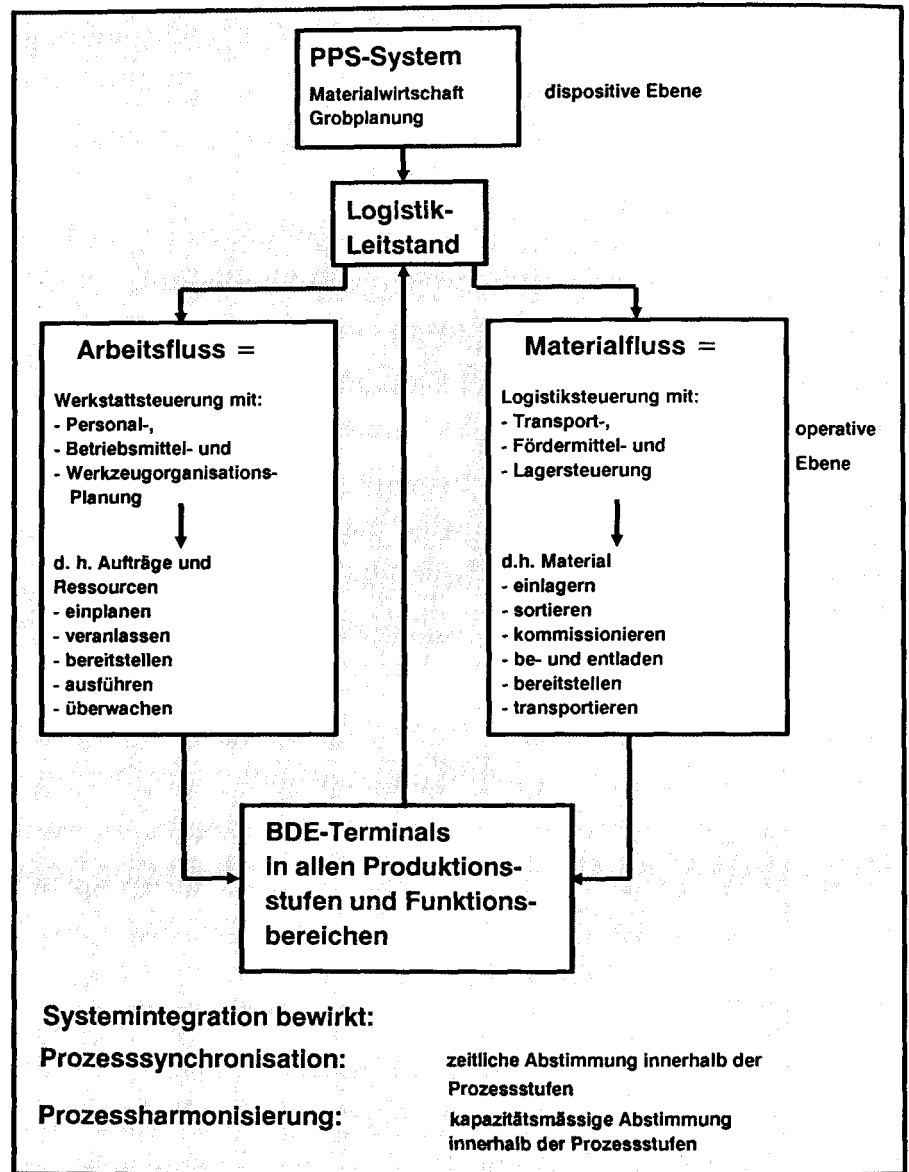 PPS-System
Materialwirtschaft
Grobplanung
dispositive Ebene
Logistik-
Leitstand
Arbeitsfluss =
Werkstattsteuerung mit:
- Personal-,
- Betriebsmittel- und
- Werkzeugorganisations-
Planung
d. h. Aufträge und
Ressourcen
- einplanen
- veranlassen
- bereitstellen
- ausführen
- überwachen
Materialfluss =
Logistiksteuerung mit:
- Transport-,
- Fördermittel- und
- Lagersteuerung
d.h. Material
- einlagern
- sortieren
- kommissionieren
- be- und entladen
- bereitstellen
- transportieren
operative
Ebene
BDE-Terminals
In allen Produktions-
stufen und Funktions-
bereichen
Systemintegration bewirkt:
Prozesssynchronisation: zeitliche Abstimmung innerhalb der
Prozessstufen
Prozessharmonisierung: kapazitätsmässige Abstimmung
innerhalb der Prozessstufen